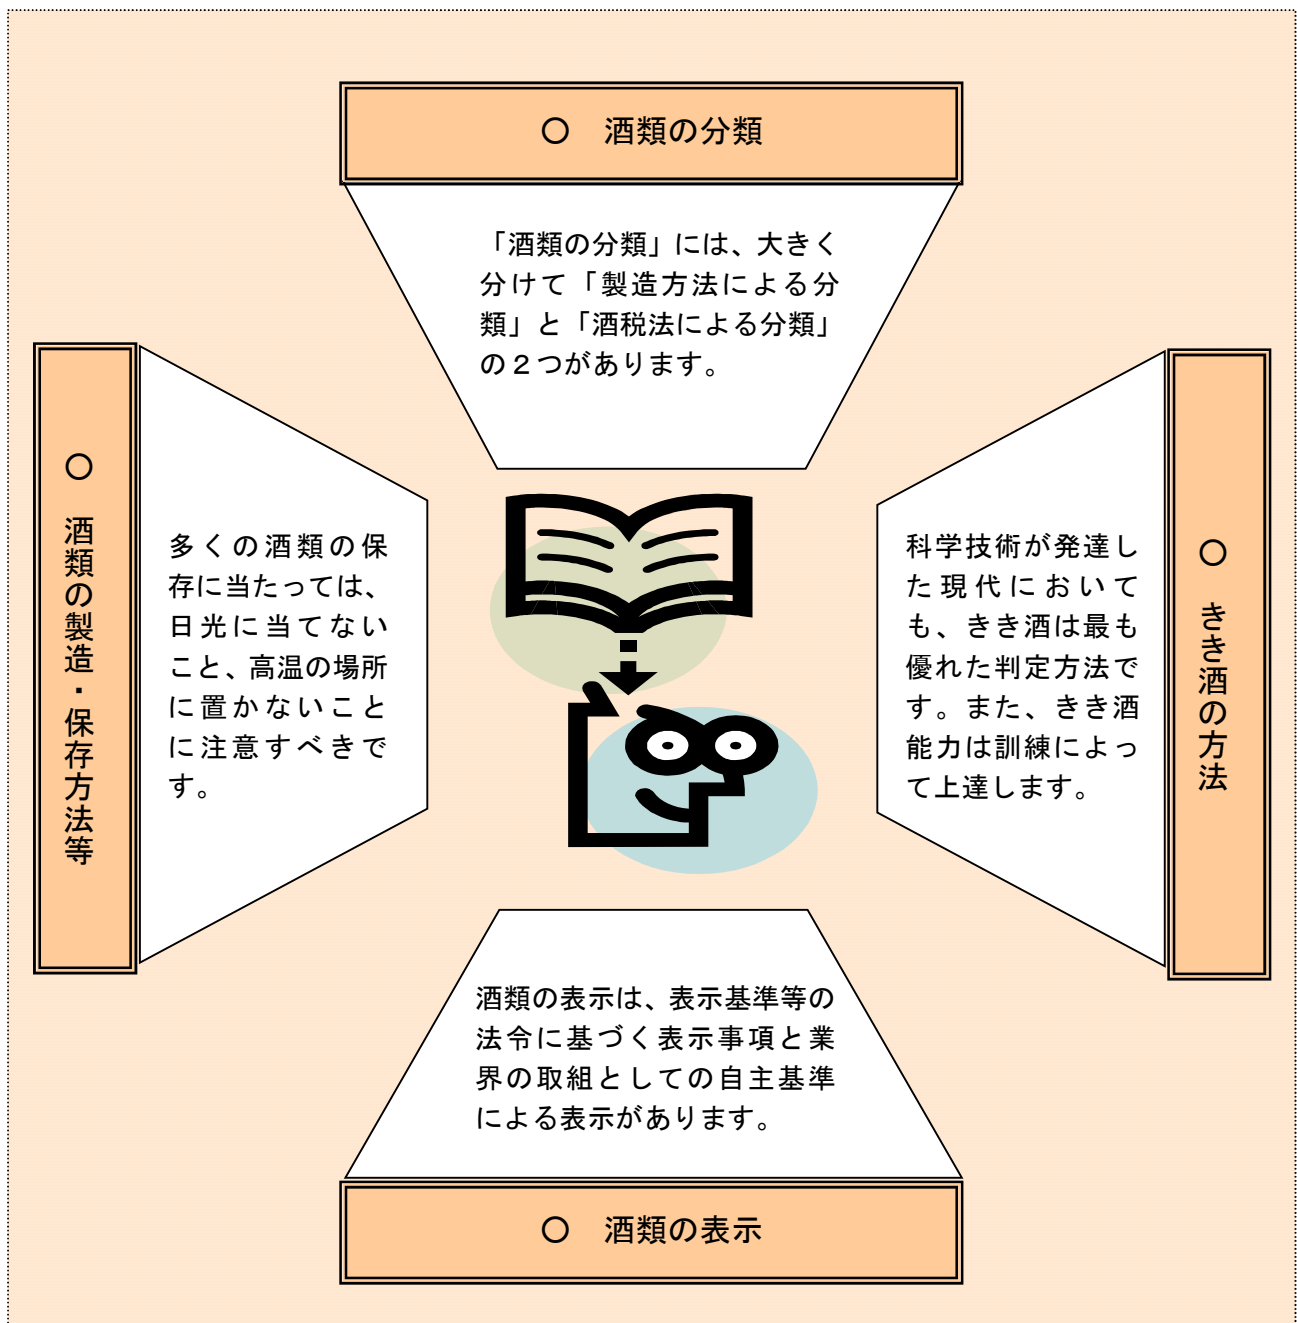 ○　酒類の分類
「酒類の分類」には、大きく
分けて「製造方法による分
類」と「酒税法による分類」
の２つがあります。
○　酒類の製造・保存方法等
多くの酒類の保
存に当たっては、
日光に当てない
こと、高温の場所
に置かないこと
に注意すべきで
す。
○　きき酒の方法
科学技術が発達し
た現代において
も、きき酒は最も
優れた判定方法で
す。また、きき酒
能力は訓練によっ
て上達します。
酒類の表示は、表示基準等の
法令に基づく表示事項と業
界の取組としての自主基準
による表示があります。
○　酒類の表示